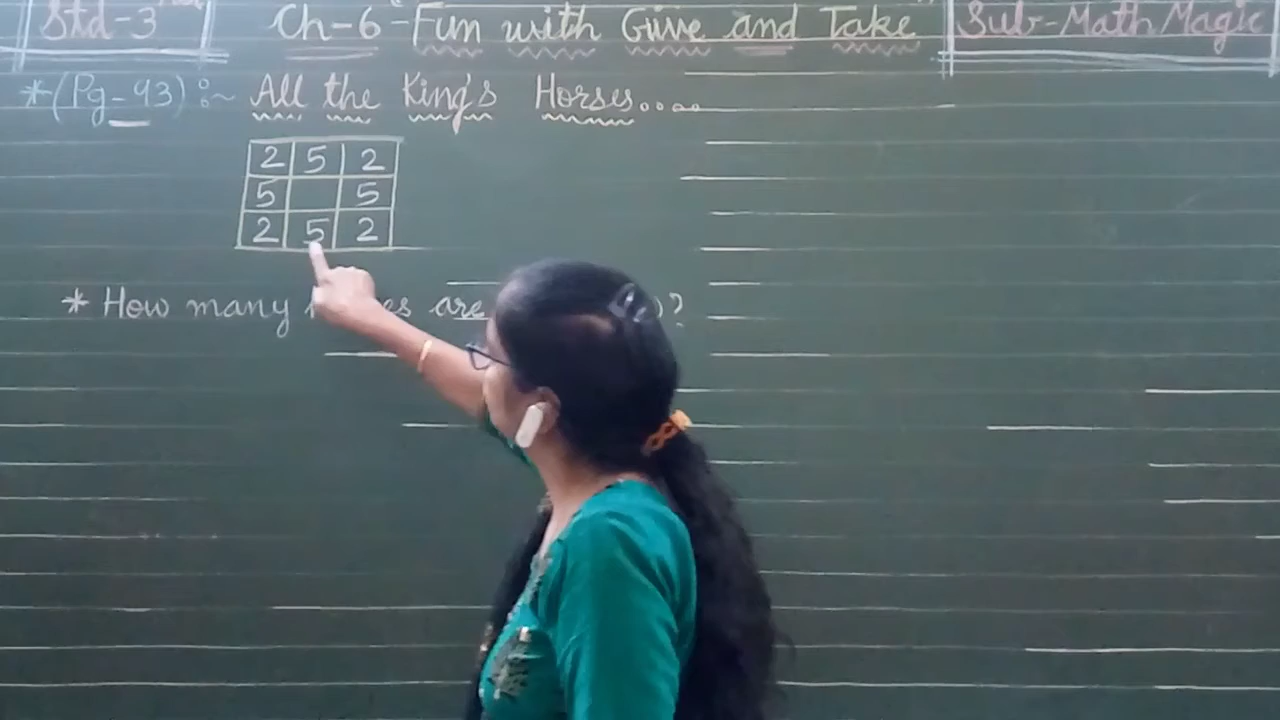 Std-3 Ch-6-Fun with Give and Take Sub-Math Magic
*(Pg-93):~ All the King's Horses....
2 5 2
5 5
2 5 2
* How many are ?